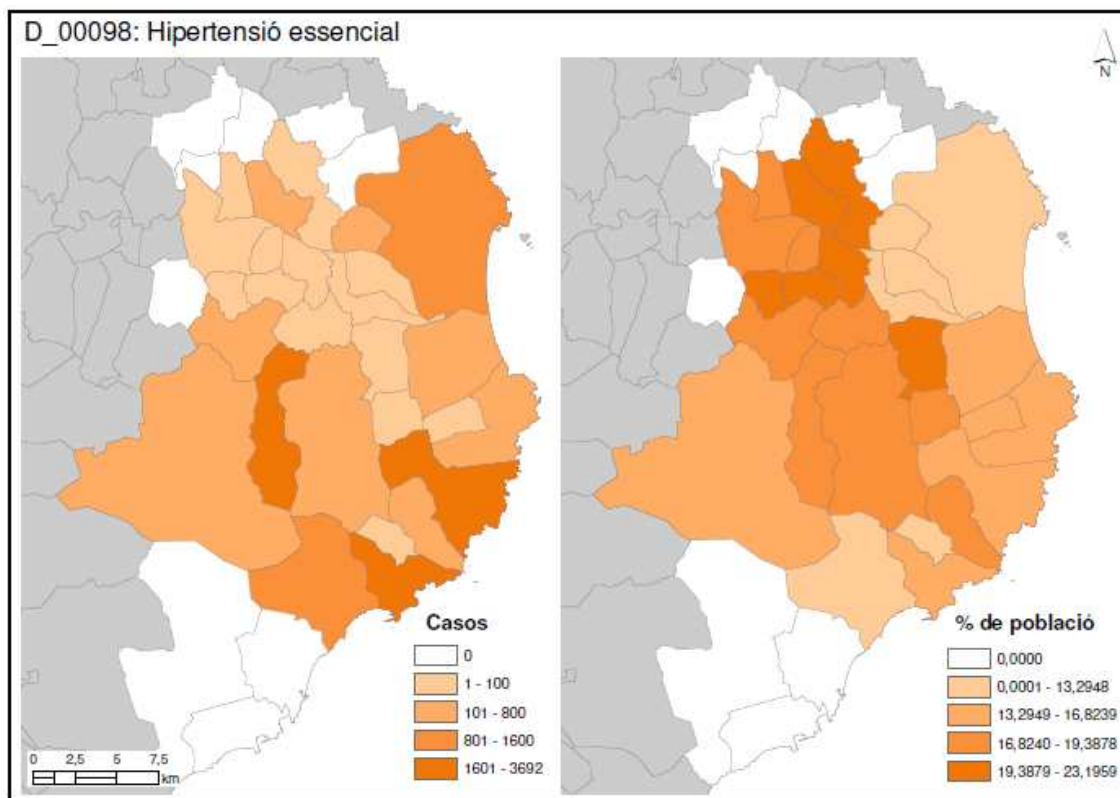 D_00098: Hipertensió essencial
N
Casos
0
1 - 100
101 - 800
801 - 1600
1601 - 3692
0 2,5 5 7,5
km
% de població
0,0000
0,0001 - 13,2948
13,2949 - 16,8239
16,8240 - 19,3878
19,3879 - 23,1959